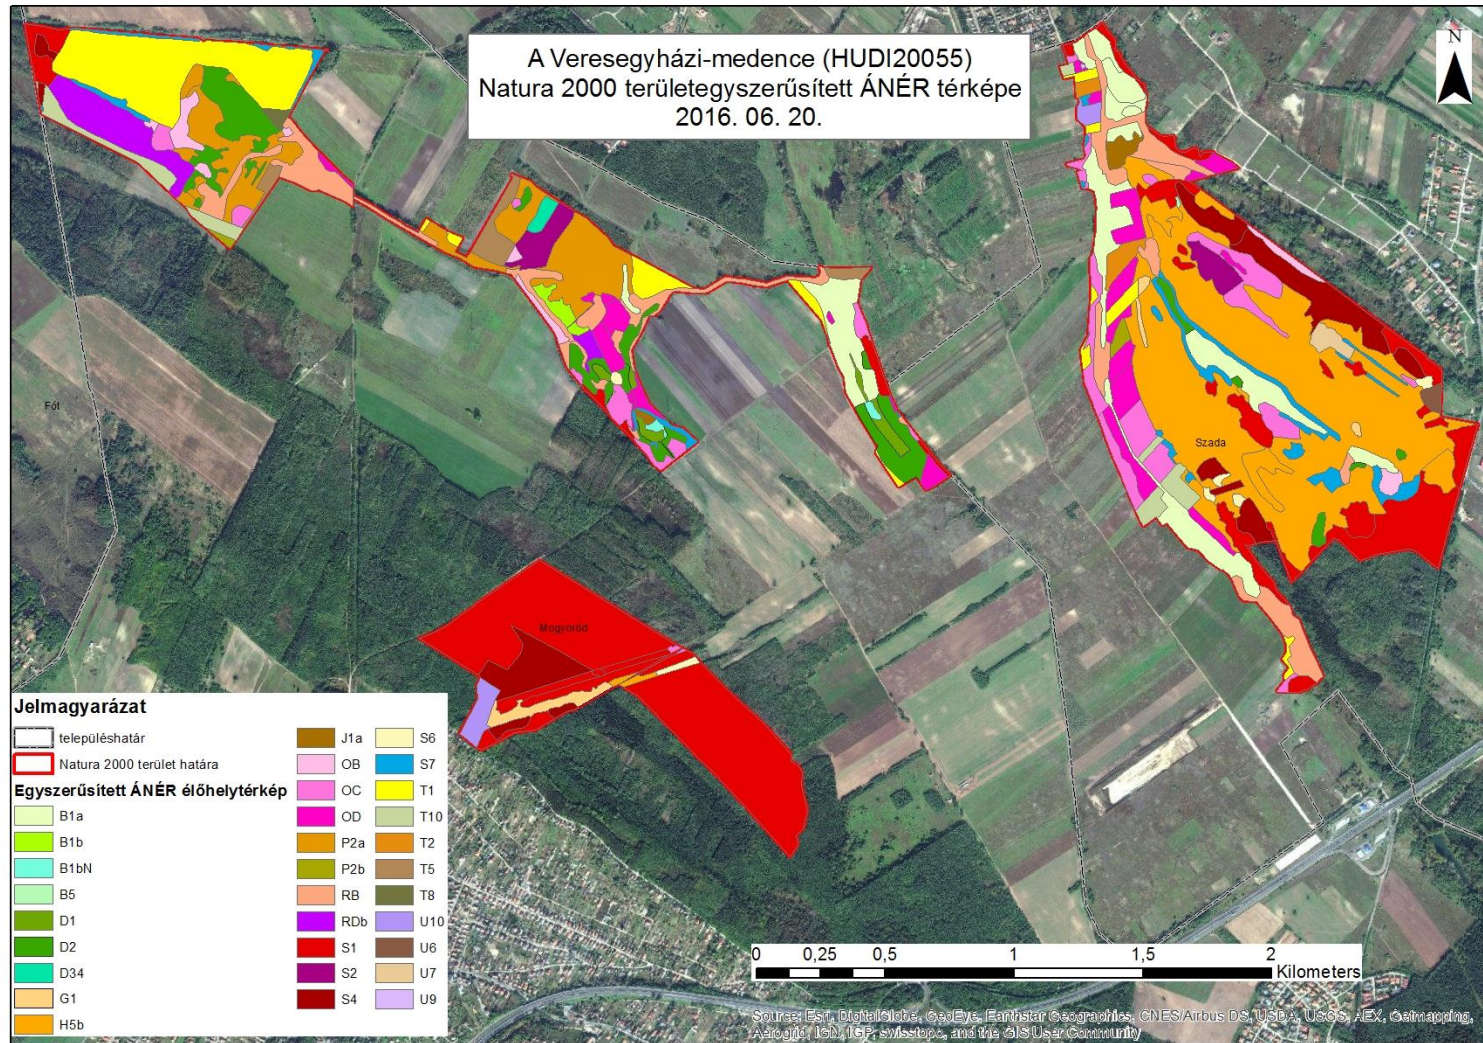 A Veresegyházi-medence (HUDI20055)
Natura 2000 területegyszerűsített ÁNÉR térképe
2016. 06. 20.
N
Fót
Szada
Mogyoród
Jelmagyarázat
településhatár
Natura 2000 terület határa
Egyszerűsített ÁNÉR élőhelytérkép
B1a
B1b
B1bN
B5
D1
D2
D34
G1
H5b
J1a
OB
OC
OD
P2a
P2b
RB
RDb
S1
S2
S4
S6
S7
T1
T10
T2
T5
T8
U10
U6
U7
U9
0 0,25 0,5 1 1,5 2
Kilometers
Source: Esri, DigitalGlobe, GeoEye, Earthstar Geographics, CNES/Airbus DS, USDA, USGS, AEX, Getmapping,
Aerogrid, IGN, IGP, swisstopo, and the GIS User Community